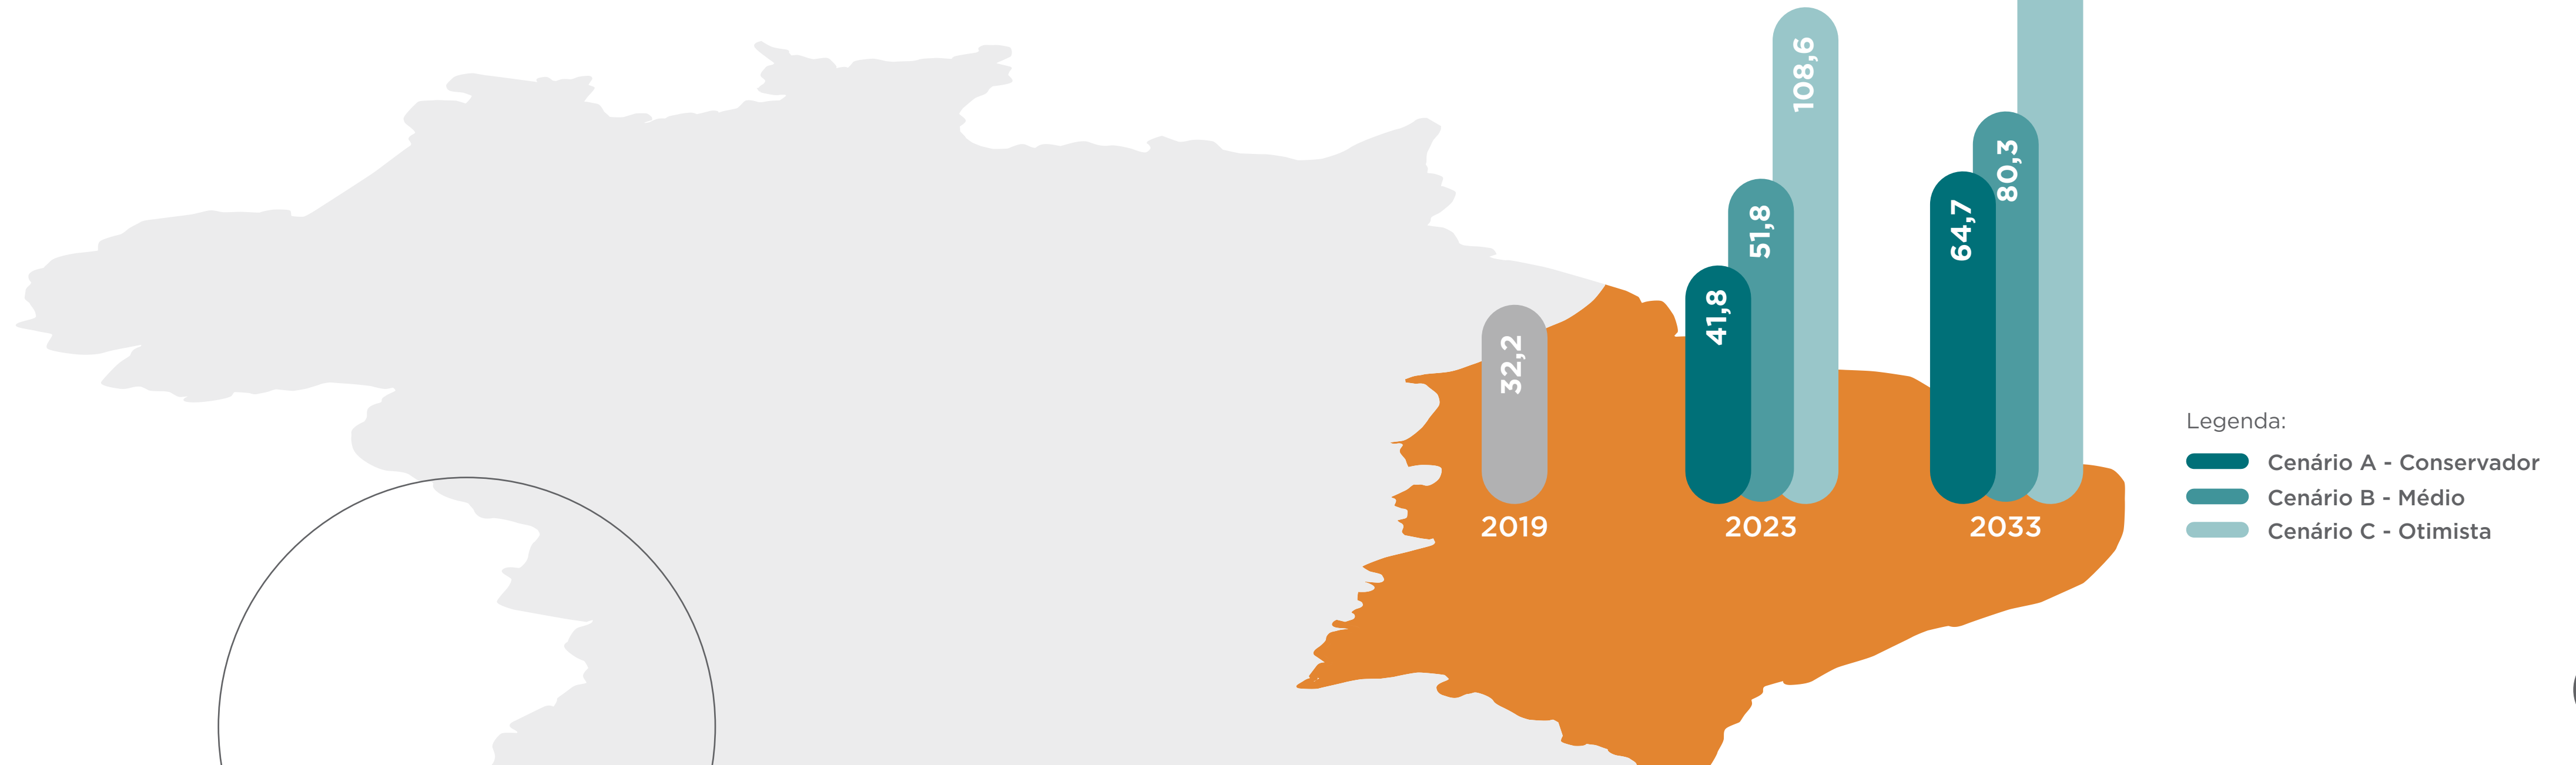 108,6
80,3
51,8
64,7
41,8
32,2
2019
2023
2033
Legenda:
Cenário A - Conservador
Cenário B - Médio
Cenário C - Otimista